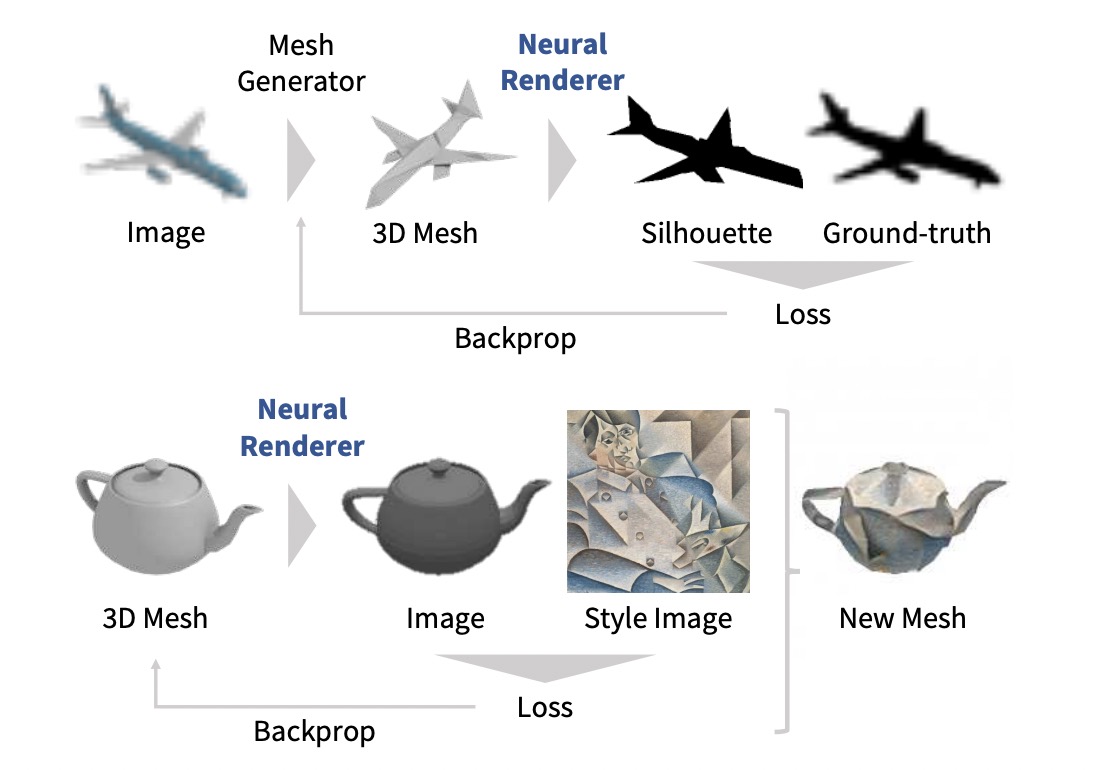 Mesh
Generator
Neural
Renderer
Image
3D Mesh
Silhouette
Ground-truth
Loss
Backprop
Neural
Renderer
3D Mesh
Image
Style Image
New Mesh
Loss
Backprop